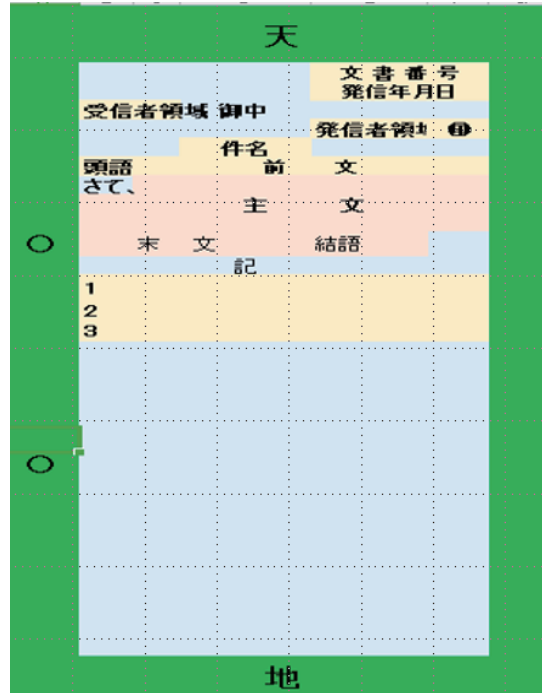 天
文 書 番 号
発信年月日
受信者領域 御中
発信者領 ㊞
件名
頭語 前 文
さて、
主 文
○ 末 文 結語
記
1
2
3
○
地